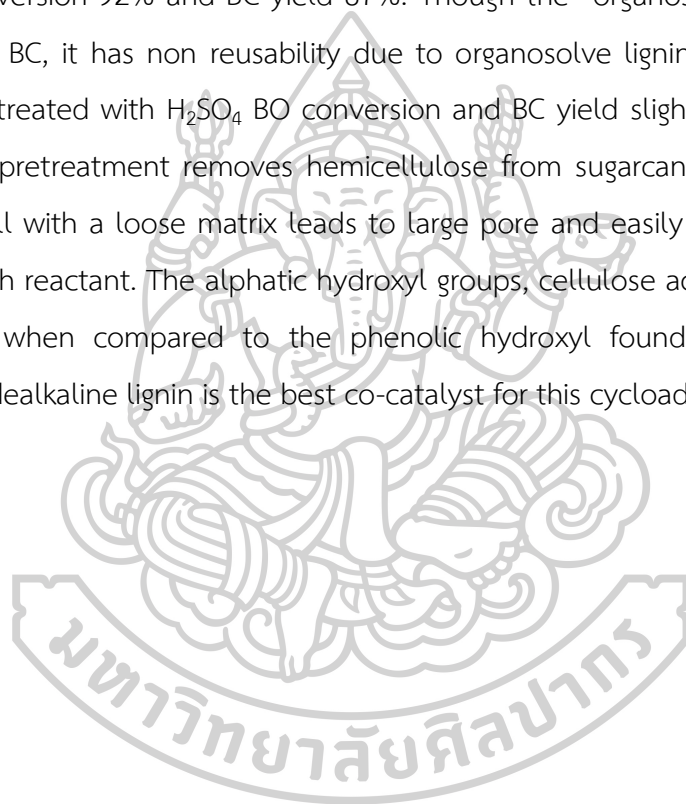 version 92% and BC yield 87%. Though the organos
BC, it has non reusability due to organosolve lignin
treated with H₂SO₄ BO conversion and BC yield sligh
pretreatment removes hemicellulose from sugarcan
ll with a loose matrix leads to large pore and easily
h reactant. The alphatic hydroxyl groups, cellulose ac
when compared to the phenolic hydroxyl found
dealkaline lignin is the best co-catalyst for this cycload
มหาวิทยาลัยศิลปากร